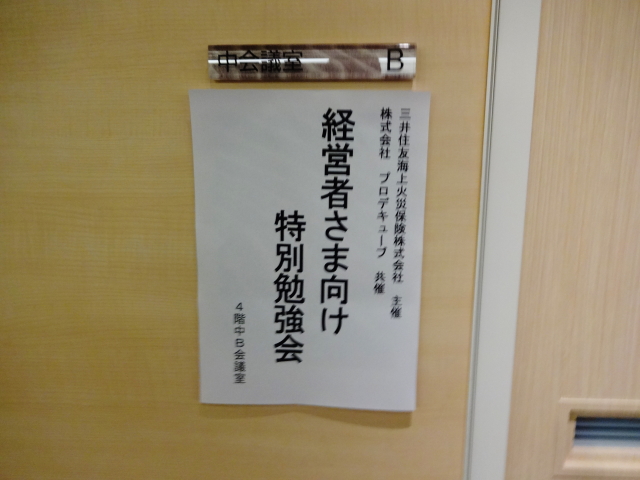 中会議室 B
三井住友海上火災保険株式会社 主催
株式会社 プロデキューブ 共催
経営者さま向け
特別勉強会
4階中B会議室